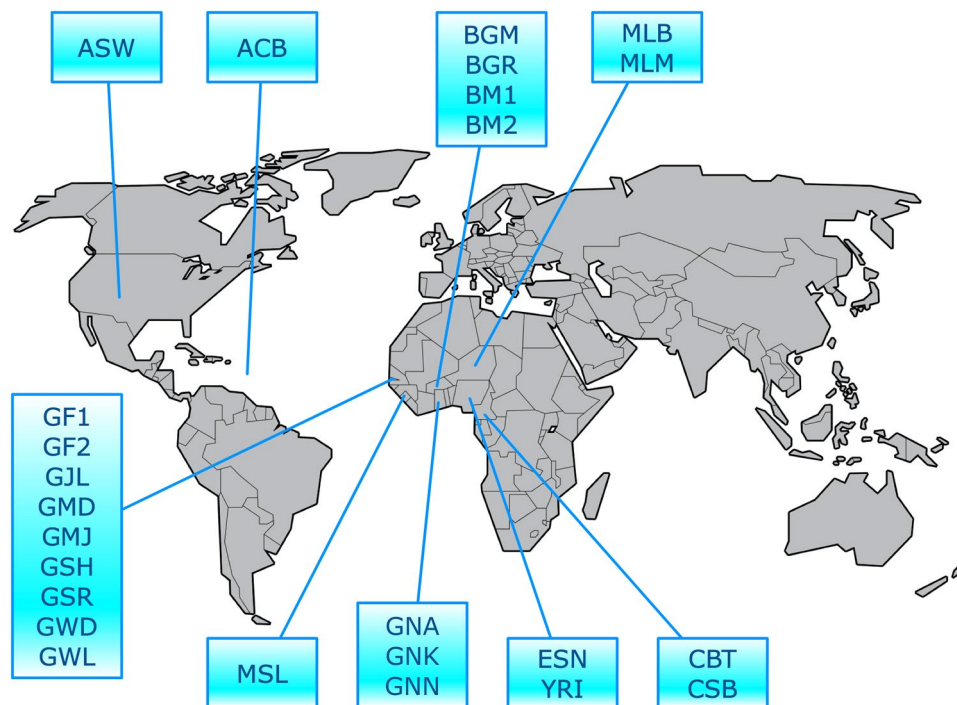 ASW
ACB
BGM
BGR
BM1
BM2
MLB
MLM
GF1
GF2
GJL
GMD
GMJ
GSH
GSR
GWD
GWL
MSL
GNA
GNK
GNN
ESN
YRI
CBT
CSB